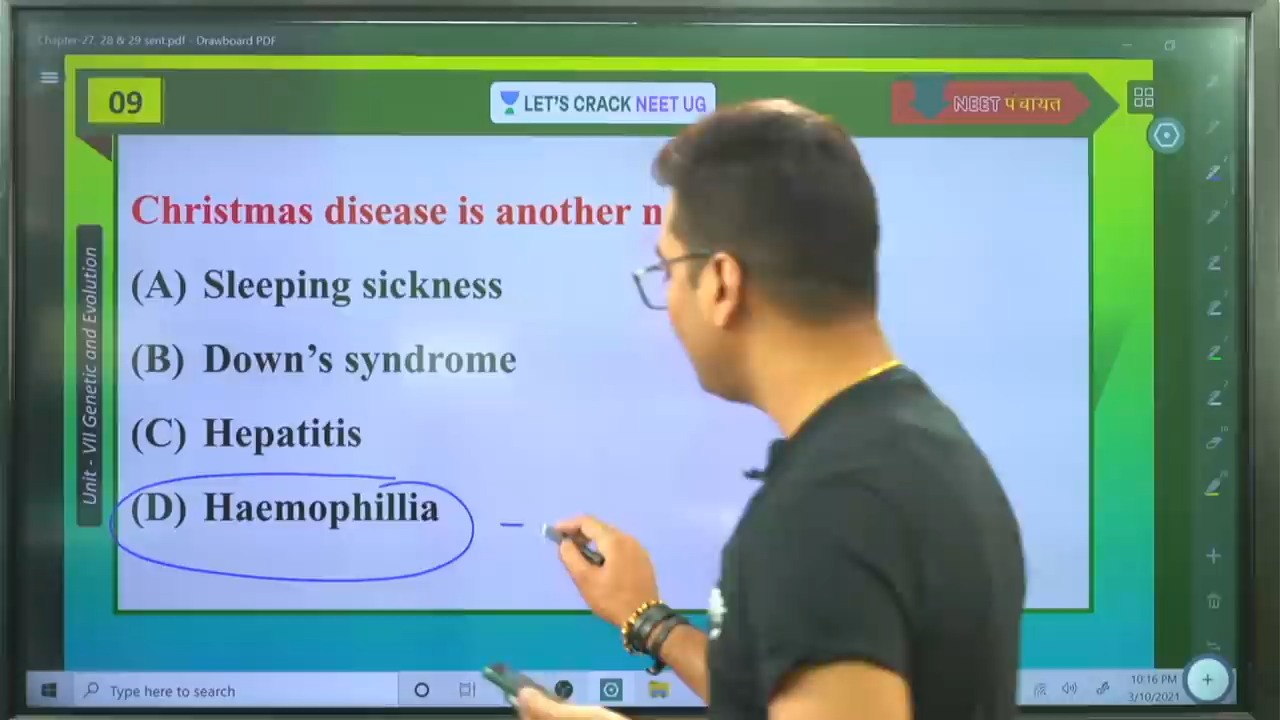 Chapter-27, 28 & 29 sent.pdf - Drawboard PDF
09
LET'S CRACK NEET UG
NEET पंचायत
Unit - VII Genetic and Evolution
Christmas disease is another
(A) Sleeping sickness
(B) Down's syndrome
(C) Hepatitis
(D) Haemophillia
Type here to search
10:16 PM
3/10/2021